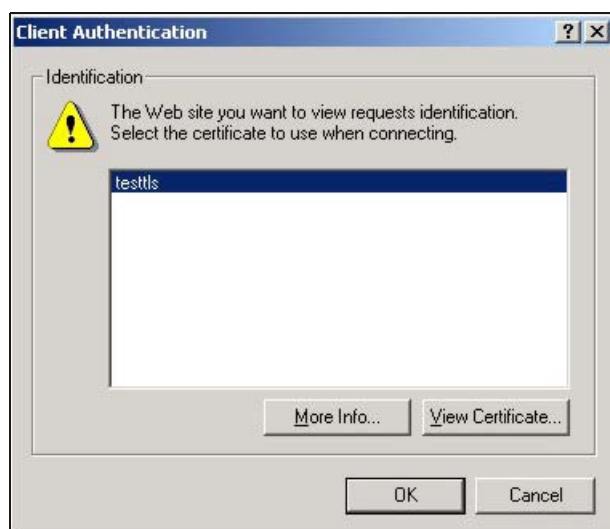 Client Authentication
Identification
The Web site you want to view requests identification.
Select the certificate to use when connecting.
testtls
More Info...
View Certificate...
OK
Cancel